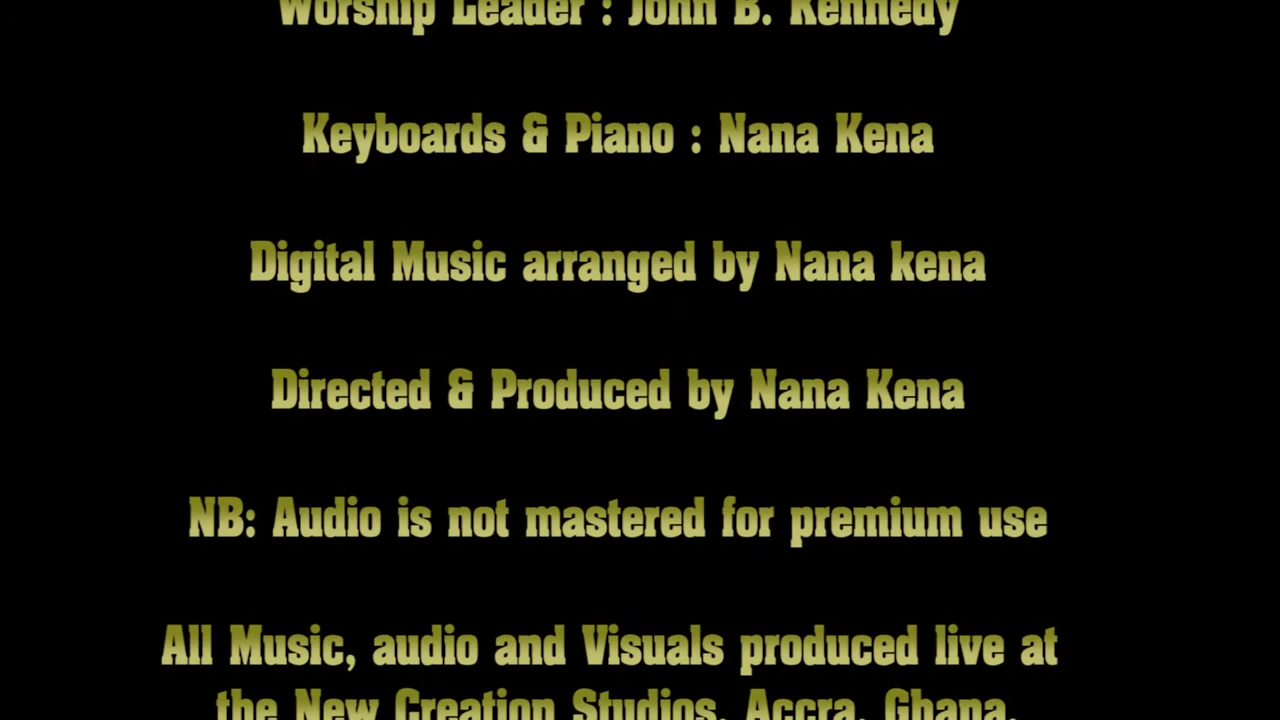 Worship Leader : John B. Kennedy
Keyboards & Piano : Nana Kena
Digital Music arranged by Nana kena
Directed & Produced by Nana Kena
NB: Audio is not mastered for premium use
All Music, audio and Visuals produced live at
the New Creation Studios, Accra, Ghana.